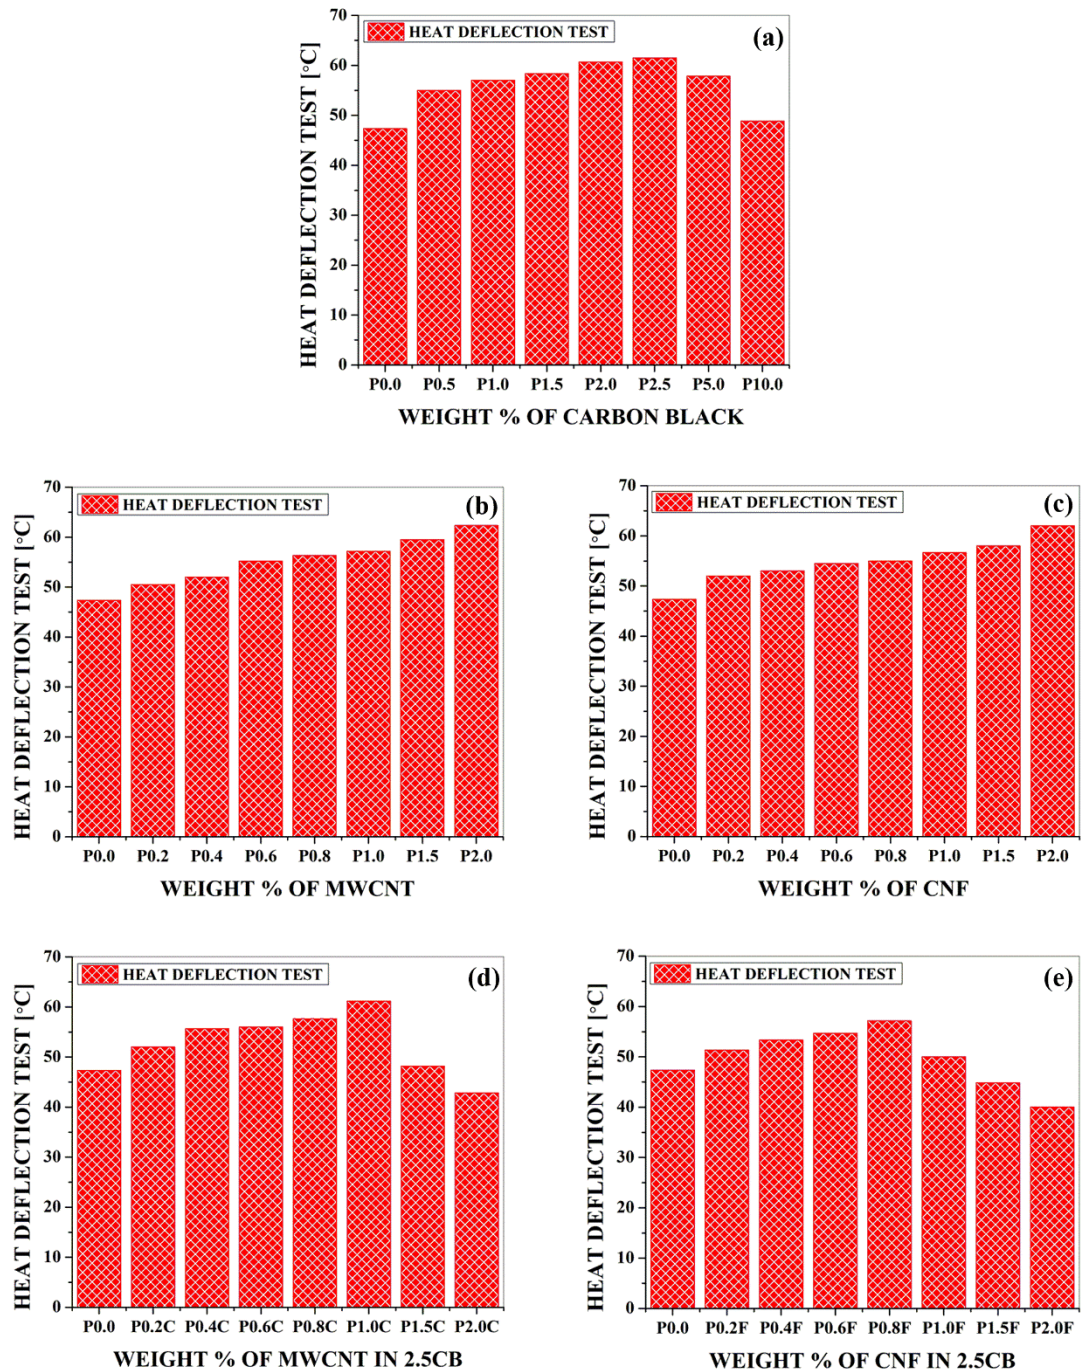 HEAT DEFLECTION TEST
(a)
HEAT DEFLECTION TEST [°C]
70
60
50
40
30
20
10
0
P0.0 P0.5 P1.0 P1.5 P2.0 P2.5 P5.0 P10.0
WEIGHT % OF CARBON BLACK
HEAT DEFLECTION TEST
(b)
HEAT DEFLECTION TEST [°C]
70
60
50
40
30
20
10
0
P0.0 P0.2 P0.4 P0.6 P0.8 P1.0 P1.5 P2.0
WEIGHT % OF MWCNT
HEAT DEFLECTION TEST
(c)
HEAT DEFLECTION TEST [°C]
70
60
50
40
30
20
10
0
P0.0 P0.2 P0.4 P0.6 P0.8 P1.0 P1.5 P2.0
WEIGHT % OF CNF
HEAT DEFLECTION TEST
(d)
HEAT DEFLECTION TEST [°C]
70
60
50
40
30
20
10
0
P0.0 P0.2C P0.4C P0.6C P0.8C P1.0C P1.5C P2.0C
WEIGHT % OF MWCNT IN 2.5CB
HEAT DEFLECTION TEST
(e)
HEAT DEFLECTION TEST [°C]
70
60
50
40
30
20
10
0
P0.0 P0.2F P0.4F P0.6F P0.8F P1.0F P1.5F P2.0F
WEIGHT % OF CNF IN 2.5CB